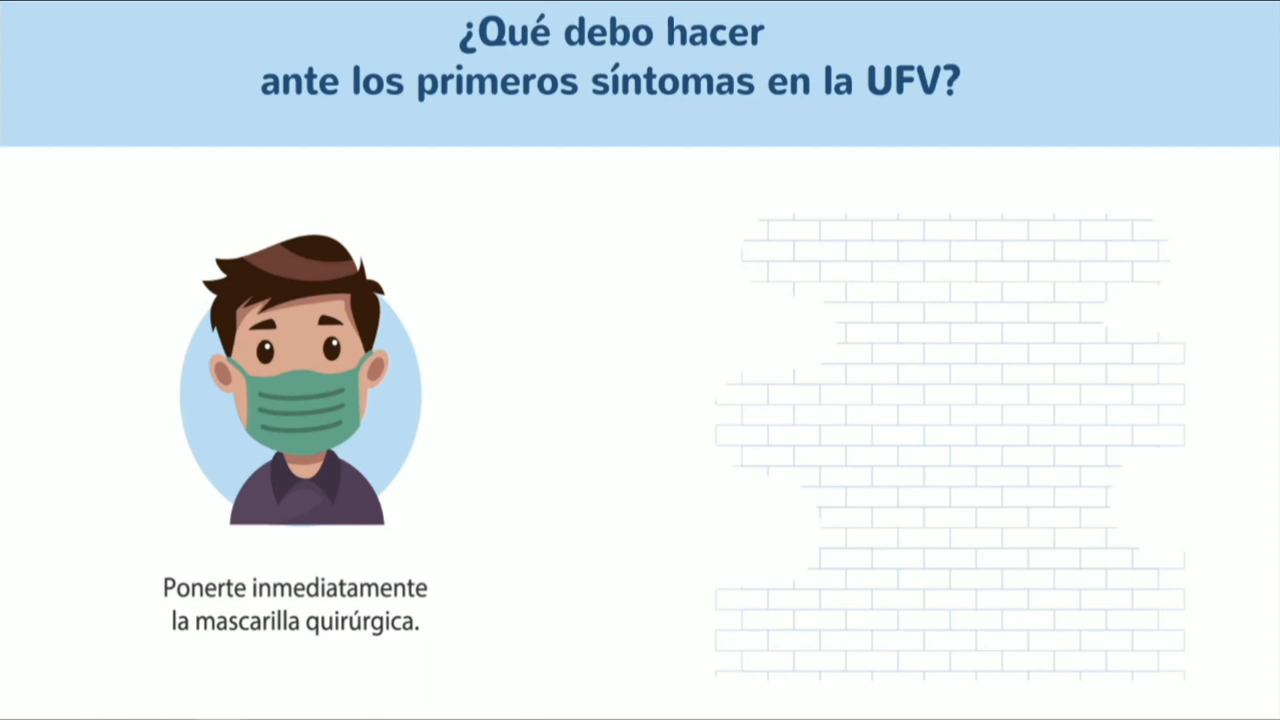 ¿Qué debo hacer
ante los primeros síntomas en la UFV?
Ponerte inmediatamente
la mascarilla quirúrgica.